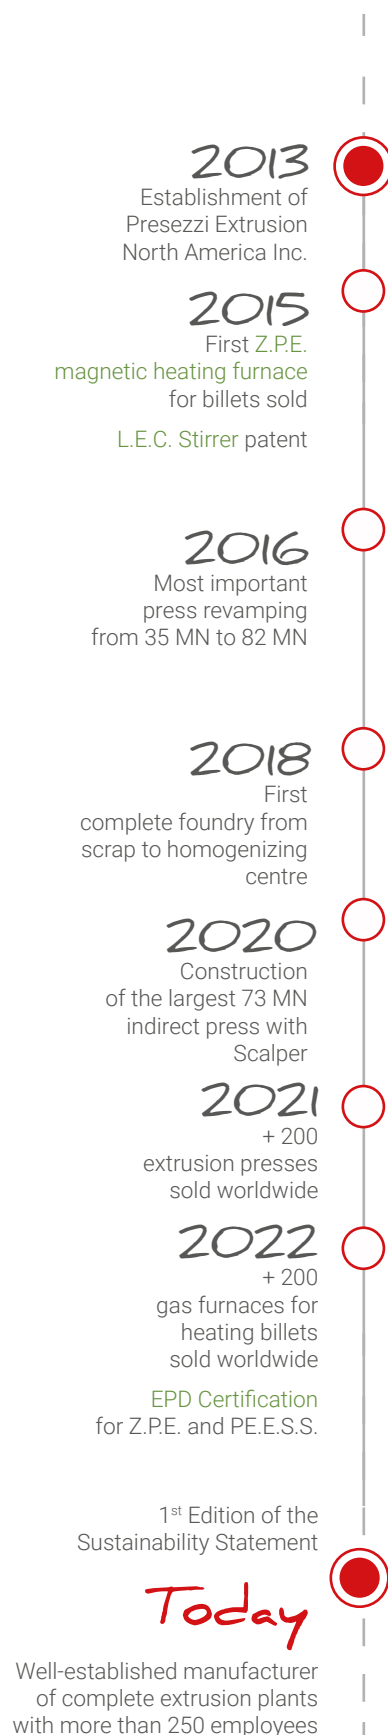 2013
Establishment of
Presezzi Extrusion
North America Inc.
2015
First Z.P.E.
magnetic heating furnace
for billets sold
L.E.C. Stirrer patent
2016
Most important
press revamping
from 35 MN to 82 MN
2018
First
complete foundry from
scrap to homogenizing
centre
2020
Construction
of the largest 73 MN
indirect press with
Scalper
2021
+ 200
extrusion presses
sold worldwide
2022
+ 200
gas furnaces for
heating billets
sold worldwide
EPD Certification
for Z.P.E. and PE.E.S.S.
1st Edition of the
Sustainability Statement
Today
Well-established manufacturer
of complete extrusion plants
with more than 250 employees